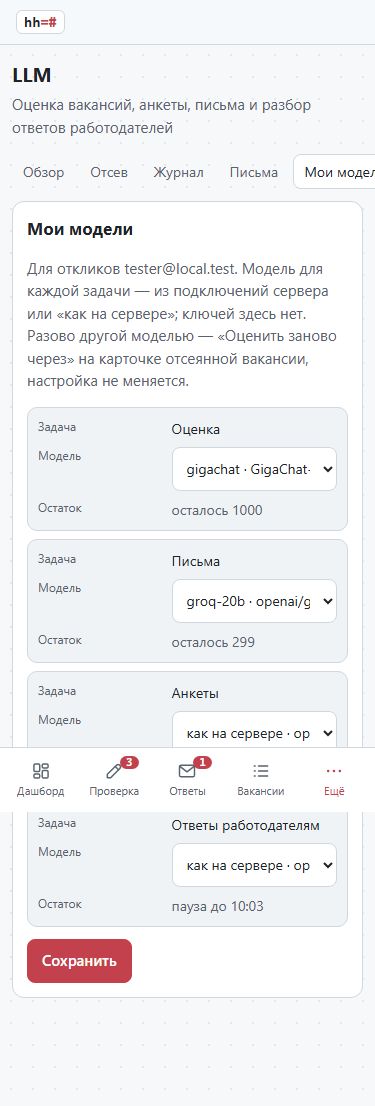 hh=#
LLM
Оценка вакансий, анкеты, письма и разбор
ответов работодателей
Обзор Отсев Журнал Письма Мои модел
Мои модели
Для откликов tester@local.test. Модель для
каждой задачи — из подключений сервера
или «как на сервере»; ключей здесь нет.
Разово другой моделью — «Оценить заново
через» на карточке отсеянной вакансии,
настройка не меняется.
Задача Оценка
Модель gigachat · GigaChat-
Остаток осталось 1000
Задача Письма
Модель groq-20b · openai/g
Остаток осталось 299
Задача Анкеты
Модель как на сервере · op
3 1
Дашборд Проверка Ответы Вакансии Ещё
Задача Ответы работодателям
Модель как на сервере · op
Остаток пауза до 10:03
Сохранить